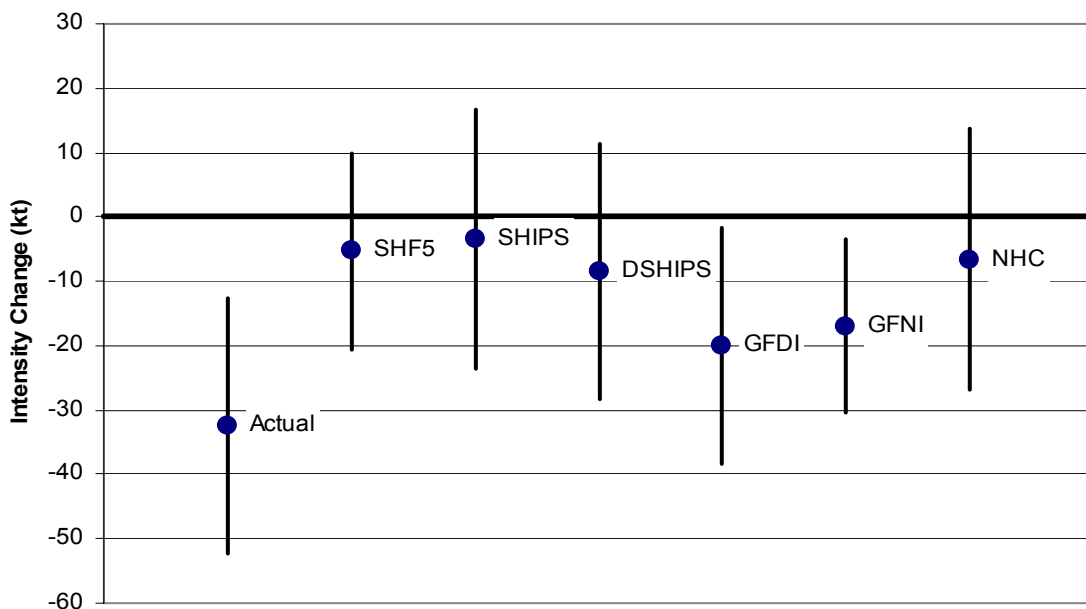 30
20
10
0
-10
-20
-30
-40
-50
-60
Intensity Change (kt)
Actual
SHF5
SHIPS
DSHIPS
GFDI
GFNI
NHC